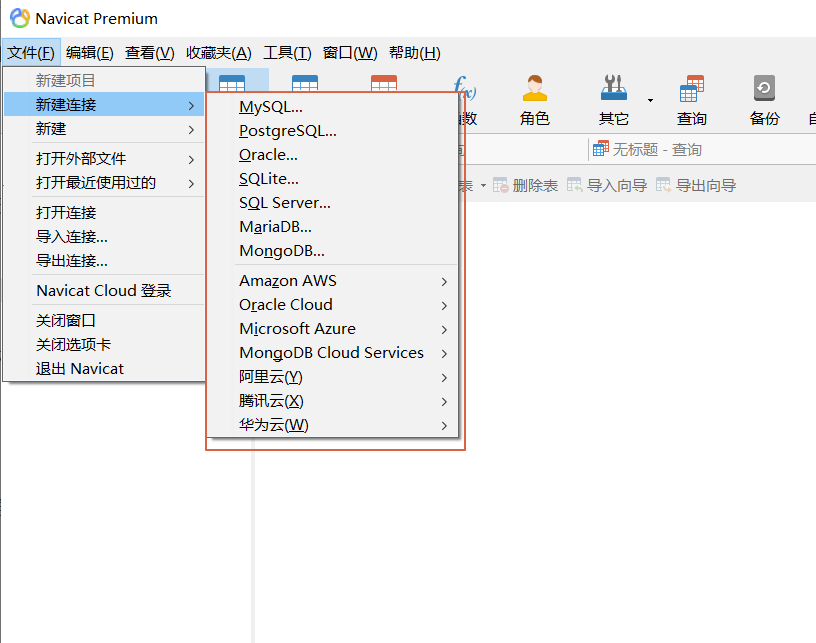 Navicat Premium
文件(F) 编辑(E) 查看(V) 收藏夹(A) 工具(T) 窗口(W) 帮助(H)
新建项目
新建连接
新建
打开外部文件
打开最近使用过的
打开连接
导入连接...
导出连接...
Navicat Cloud 登录
关闭窗口
关闭选项卡
退出 Navicat
MySQL...
PostgreSQL...
Oracle...
SQLite...
SQL Server...
MariaDB...
MongoDB...
Amazon AWS
Oracle Cloud
Microsoft Azure
MongoDB Cloud Services
阿里云(Y)
腾讯云(X)
华为云(W)
f(x)
数 角色 其它 查询 备份
无标题 - 查询
表 删除表 导入向导 导出向导